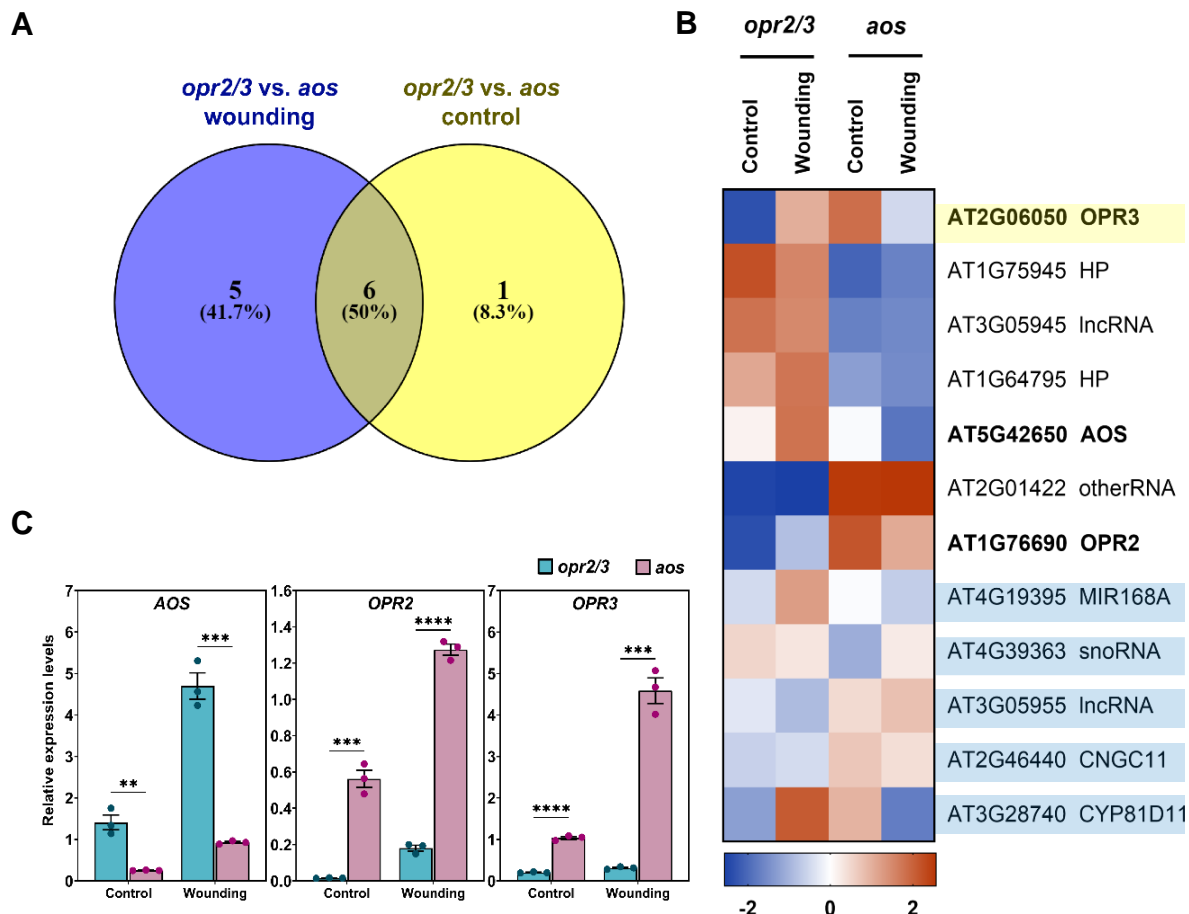 A
opr2/3 vs. aos
wounding
opr2/3 vs. aos
control
5
(41.7%)
6
(50%)
1
(8.3%)
B
opr2/3 aos
Control Wounding Control Wounding
AT2G06050 OPR3
AT1G75945 HP
AT3G05945 lncRNA
AT1G64795 HP
AT5G42650 AOS
AT2G01422 otherRNA
AT1G76690 OPR2
AT4G19395 MIR168A
AT4G39363 snoRNA
AT3G05955 lncRNA
AT2G46440 CNGC11
AT3G28740 CYP81D11
-2 0 2
C
opr2/3 aos
Relative expression levels
AOS
7
6
5
4
3
2
1
0
**
***
Control Wounding
OPR2
1.6
1.4
1.2
1.0
0.8
0.6
0.4
0.2
0.0
***
****
Control Wounding
OPR3
7
6
5
4
3
2
1
0
****
***
Control Wounding